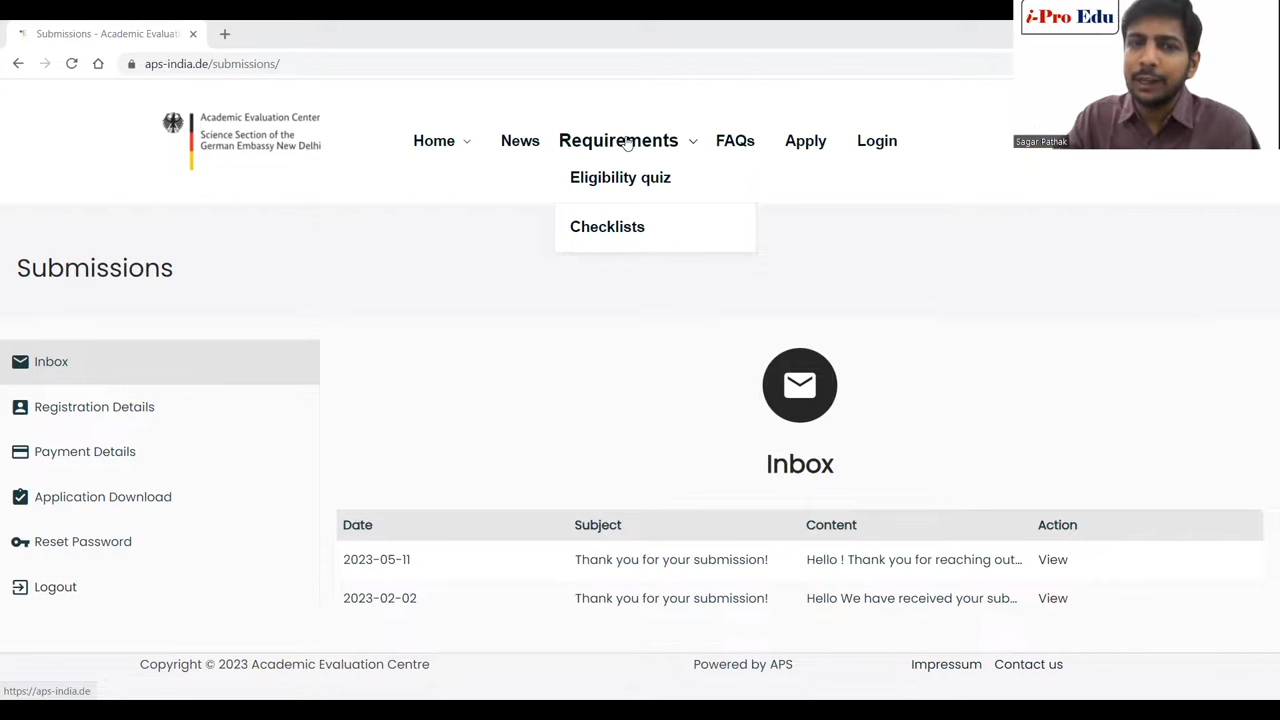 i-Pro Edu
Submissions - Academic Evaluati
aps-india.de/submissions/
Sagar Pathak
Academic Evaluation Center
Science Section of the
German Embassy New Delhi
Home News Requirements FAQs Apply Login
Eligibility quiz
Checklists
Submissions
Inbox
Registration Details
Payment Details
Application Download
Reset Password
Logout
Inbox
Date Subject Content Action
2023-05-11 Thank you for your submission! Hello ! Thank you for reaching out... View
2023-02-02 Thank you for your submission! Hello We have received your sub... View
Copyright © 2023 Academic Evaluation Centre Powered by APS Impressum Contact us
https://aps-india.de